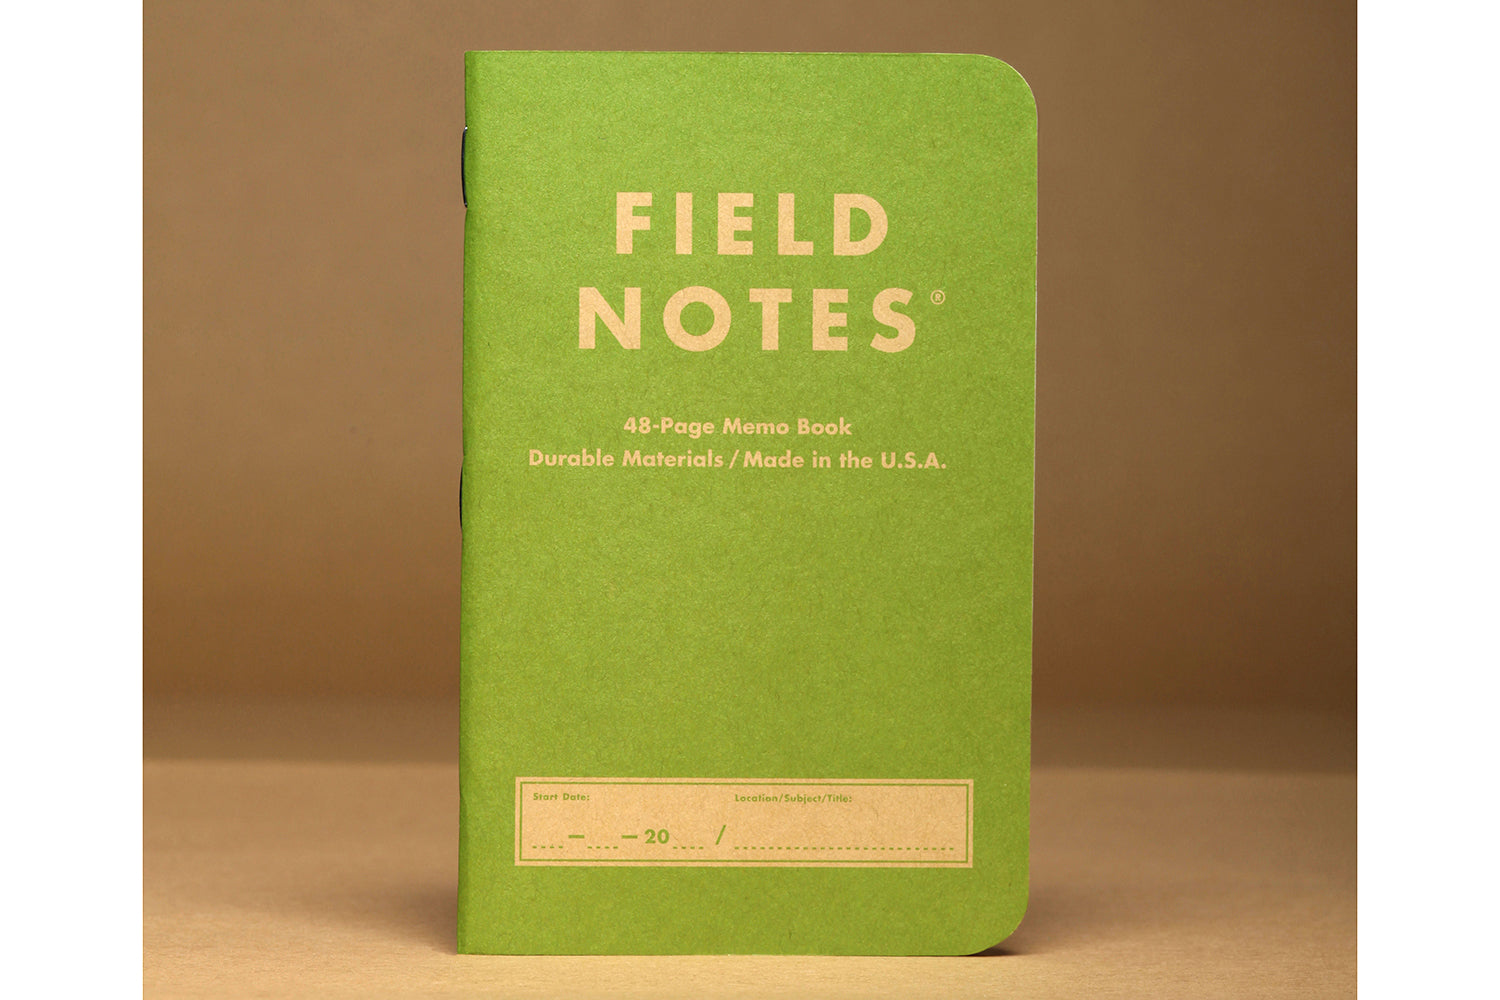 FIELD
NOTES®
48-Page Memo Book
Durable Materials / Made in the U.S.A.
Start Date: Location/Subject/Title:
.... — .... — 20 .... / ................................